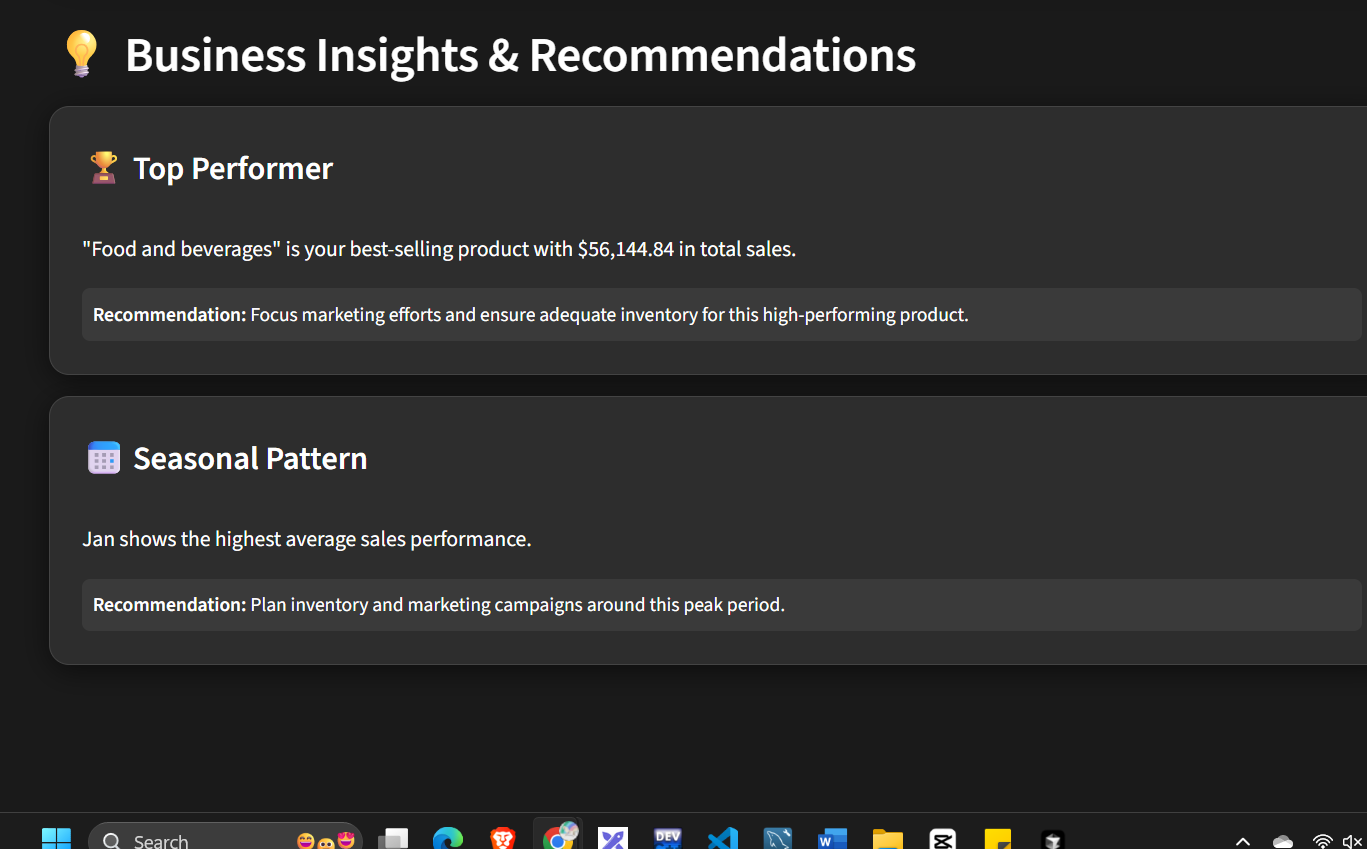 Business Insights & Recommendations
Top Performer
"Food and beverages" is your best-selling product with $56,144.84 in total sales.
Recommendation: Focus marketing efforts and ensure adequate inventory for this high-performing product.
Seasonal Pattern
Jan shows the highest average sales performance.
Recommendation: Plan inventory and marketing campaigns around this peak period.
Search
DEV
W